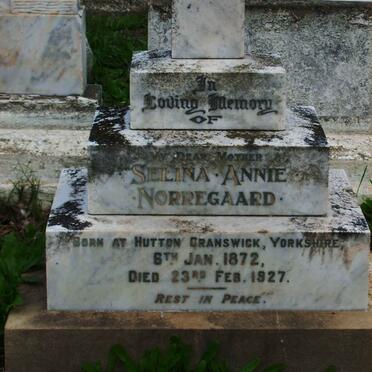 In
Loving Memory
OF
MY DEAR MOTHER
SELINA · ANNIE
NORREGAARD ·
BORN AT HUTTON CRANSWICK, YORKSHIRE,
6TH JAN. 1872,
DIED 23RD FEB. 1927.
REST IN PEACE.